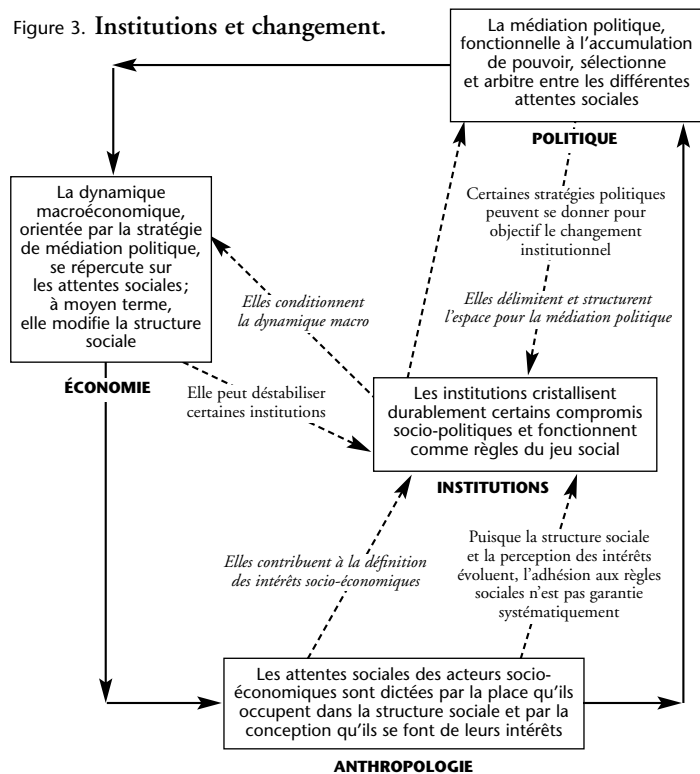 Figure 3. Institutions et changement.
La médiation politique,
fonctionnelle à l’accumulation
de pouvoir, sélectionne
et arbitre entre les différentes
attentes sociales
POLITIQUE
La dynamique
macroéconomique,
orientée par la stratégie
de médiation politique,
se répercute sur
les attentes sociales;
à moyen terme,
elle modifie la structure
sociale
ÉCONOMIE
Certaines stratégies politiques
peuvent se donner pour
objectif le changement
institutionnel
Elles conditionnent
la dynamique macro
Elles délimitent et structurent
l’espace pour la médiation politique
Elle peut déstabiliser
certaines institutions
Les institutions cristallisent
durablement certains compromis
socio-politiques et fonctionnent
comme règles du jeu social
INSTITUTIONS
Elles contribuent à la définition
des intérêts socio-économiques
Puisque la structure sociale
et la perception des intérêts
évoluent, l’adhésion aux règles
sociales n’est pas garantie
systématiquement
Les attentes sociales des acteurs socio-
économiques sont dictées par la place qu’ils
occupent dans la structure sociale et par la
conception qu’ils se font de leurs intérêts
ANTHROPOLOGIE